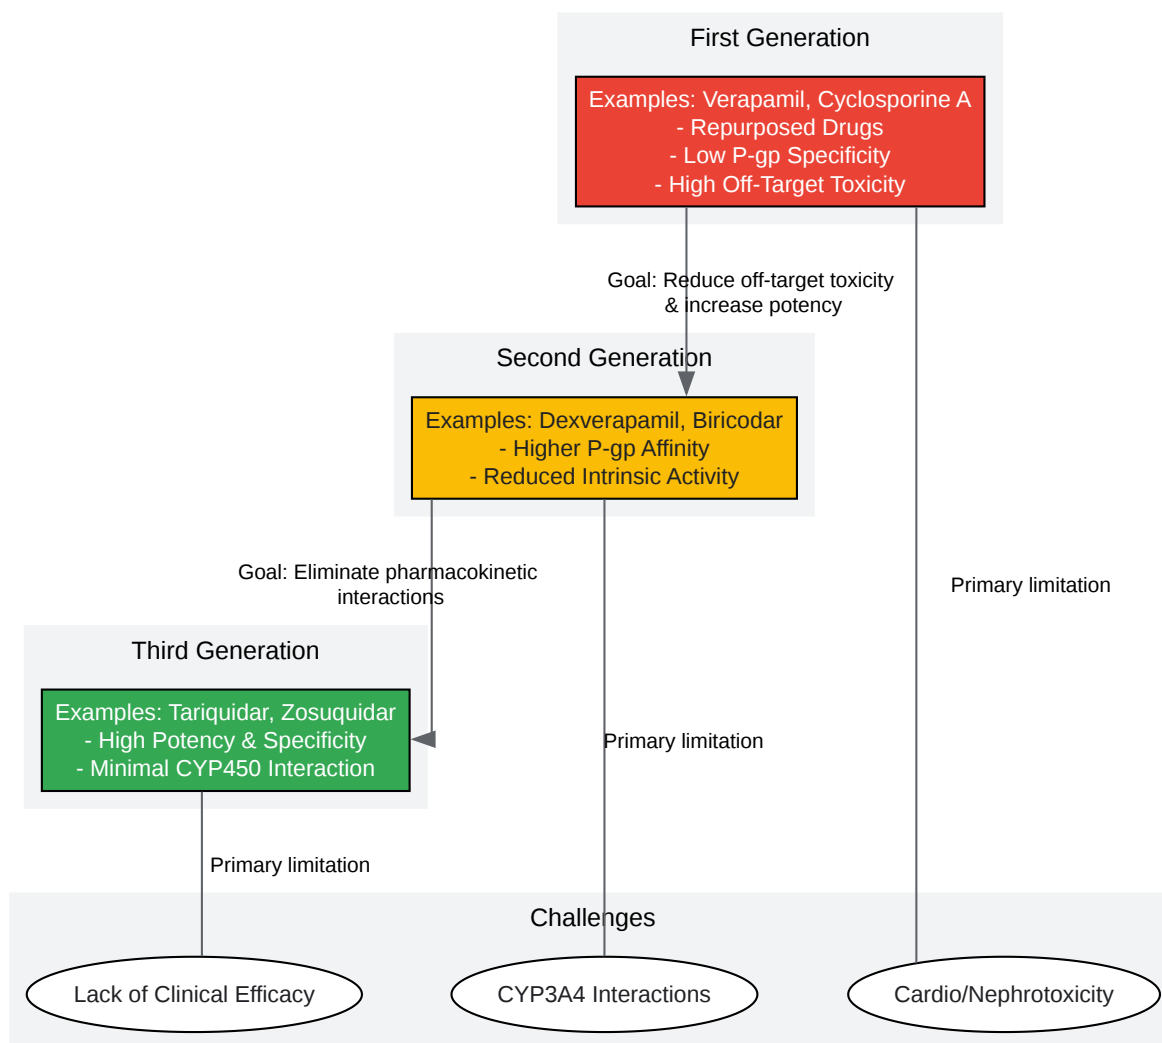 First Generation
Examples: Verapamil, Cyclosporine A
- Repurposed Drugs
- Low P-gp Specificity
- High Off-Target Toxicity
Goal: Reduce off-target toxicity
& increase potency
Second Generation
Examples: Dexverapamil, Biricodar
- Higher P-gp Affinity
- Reduced Intrinsic Activity
Goal: Eliminate pharmacokinetic
interactions
Primary limitation
Third Generation
Examples: Tariquidar, Zosuquidar
- High Potency & Specificity
- Minimal CYP450 Interaction
Primary limitation
Primary limitation
Challenges
Lack of Clinical Efficacy
CYP3A4 Interactions
Cardio/Nephrotoxicity